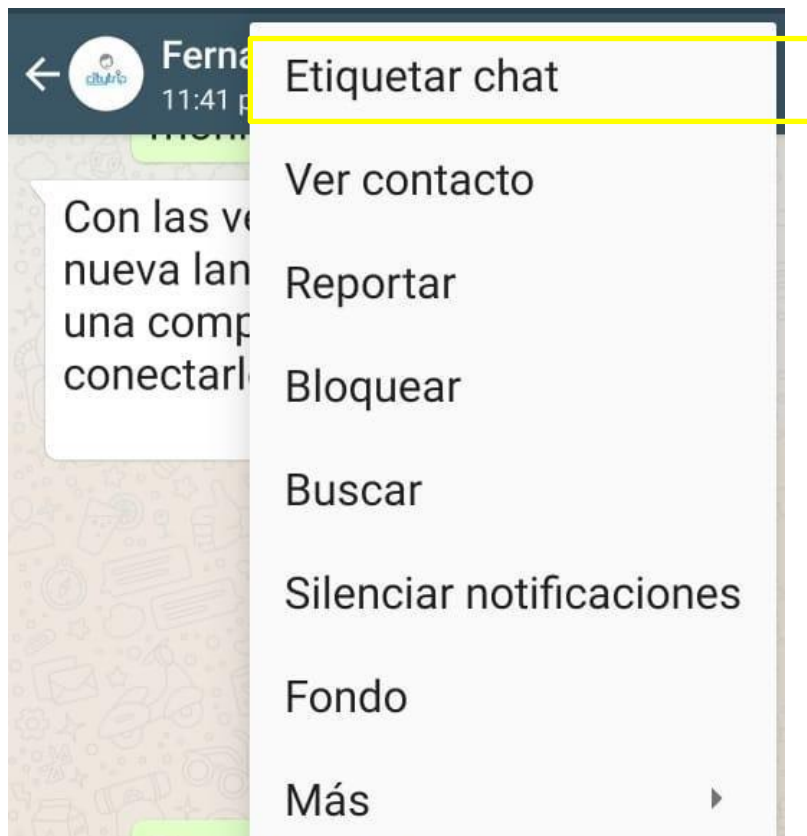 Ferna
11:41 p
citytrip
Etiquetar chat
Ver contacto
Con las ve
nueva lan
una comp
conectarl
Reportar
Bloquear
Buscar
Silenciar notificaciones
Fondo
Más